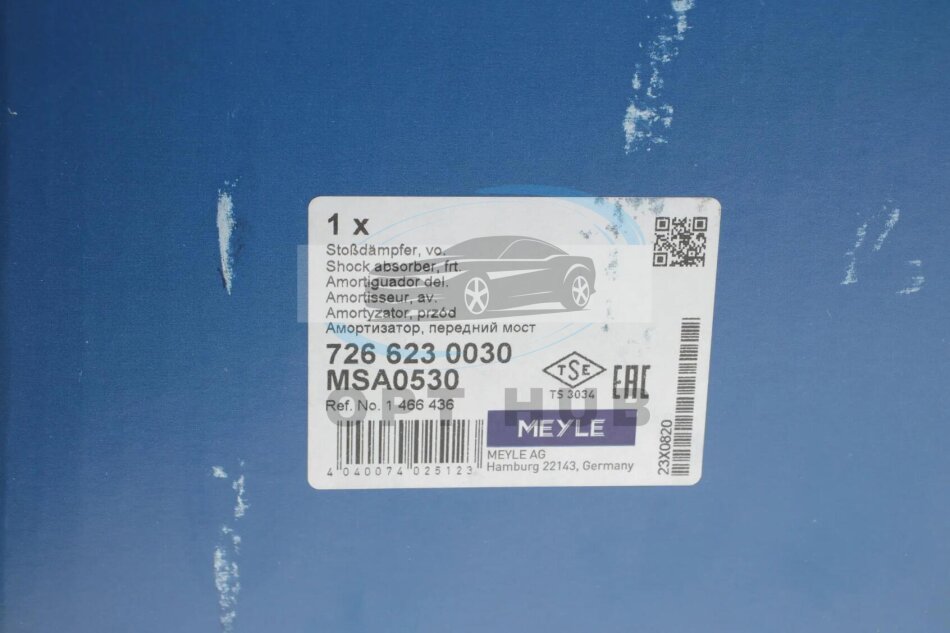 1 x
Stoßdämpfer, vo.
Shock absorber, frt.
Amortiguador del.
Amortisseur, av.
Amortyzator, przód
Амортизатор, передний мост
726 623 0030
MSA0530
Ref. No. 1 466 436
TSE
TS 3034
EAC
OPT HUB
MEYLE
MEYLE AG
Hamburg 22143, Germany
4 040074 025123
23X0820